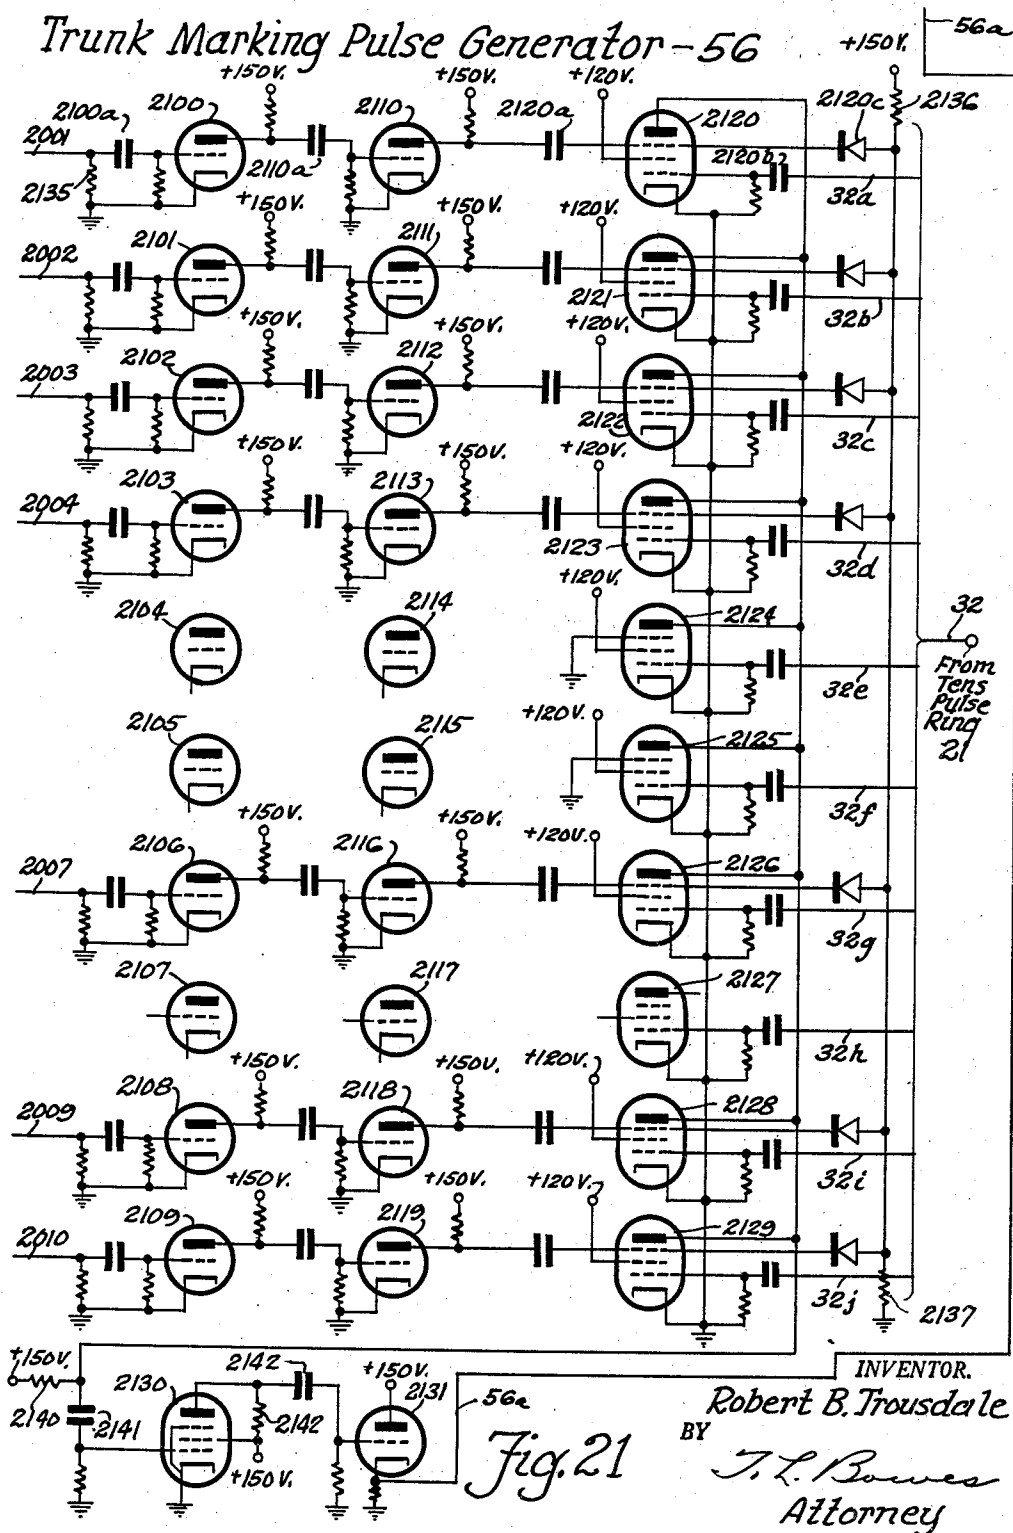 Trunk Marking Pulse Generator-56
56a
+150V. +150V. +120V. +150V.
2100a 2100 2110 2120a 2120 2120c 2136
2001 2110a 2120b
2135 32a
+150V. +150V. +120V.
2002 2101 2111 2121
32b
+150V. +150V. +120V.
2003 2102 2112 2122
32c
+150V. +150V. +120V.
2004 2103 2113 2123
32d
+120V.
2104 2114 2124
32e
32
From
Tens
Pulse
Ring
21
+120V.
2105 2115 2125
32f
+150V. +150V. +120V.
2007 2106 2116 2126
32g
2107 2117 2127
32h
+150V. +150V. +120V.
2009 2108 2118 2128
32i
+150V. +150V. +120V.
2010 2109 2119 2129
32j 2137
+150V. 2130 2142 +150V. 2131 56a
2140 2141 2142
+150V.
Fig. 21
INVENTOR.
Robert B. Trousdale
BY
T. L. Bowes
Attorney